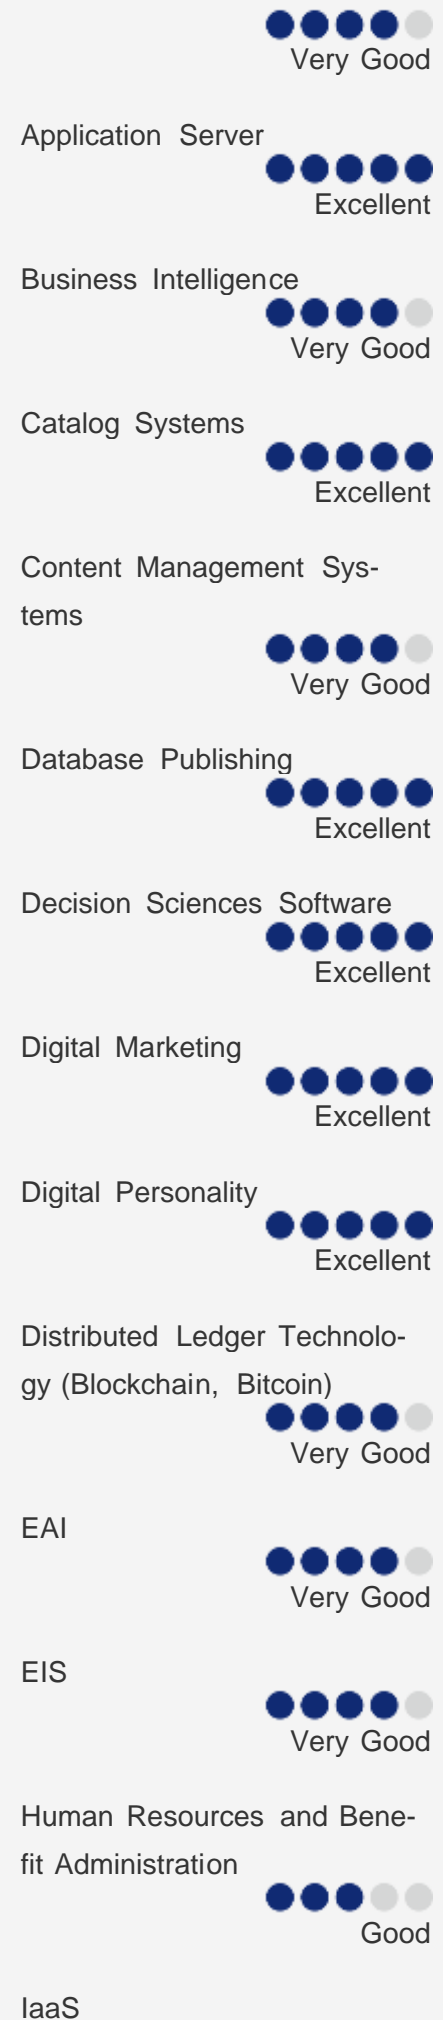 Very Good
Application Server
Excellent
Business Intelligence
Very Good
Catalog Systems
Excellent
Content Management Sys-
tems
Very Good
Database Publishing
Excellent
Decision Sciences Software
Excellent
Digital Marketing
Excellent
Digital Personality
Excellent
Distributed Ledger Technolo-
gy (Blockchain, Bitcoin)
Very Good
EAI
Very Good
EIS
Very Good
Human Resources and Bene-
fit Administration
Good
IaaS